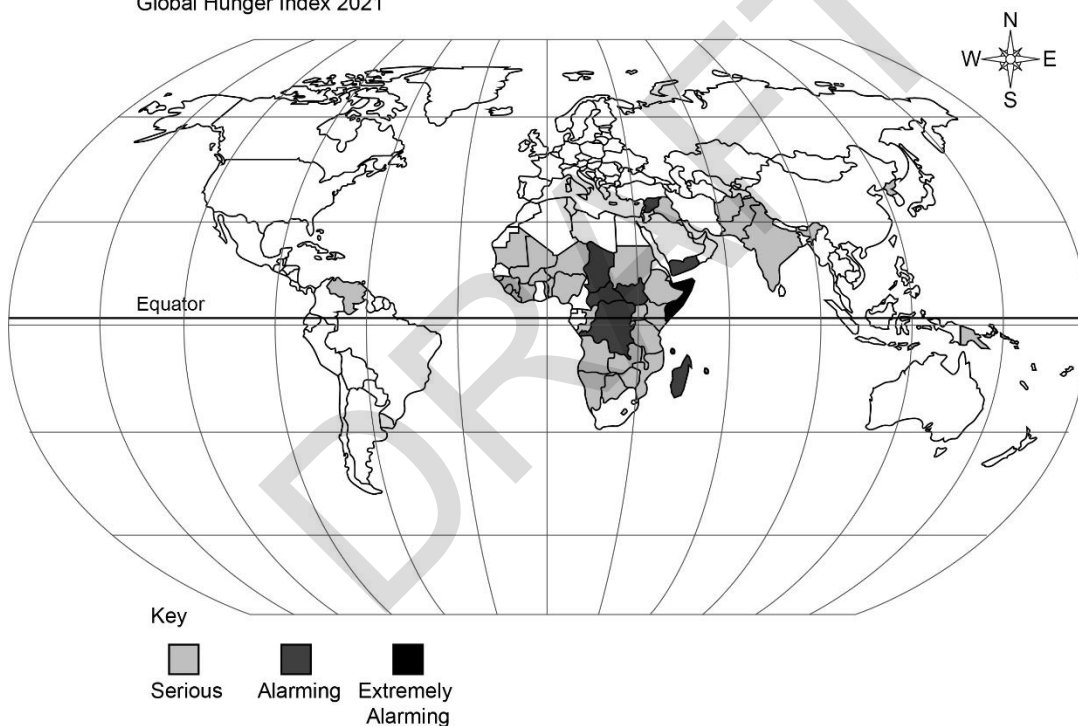 Global Hunger Index 2021
N
W E
S
Equator
DRAFT
Key
Serious
Alarming
Extremely
Alarming